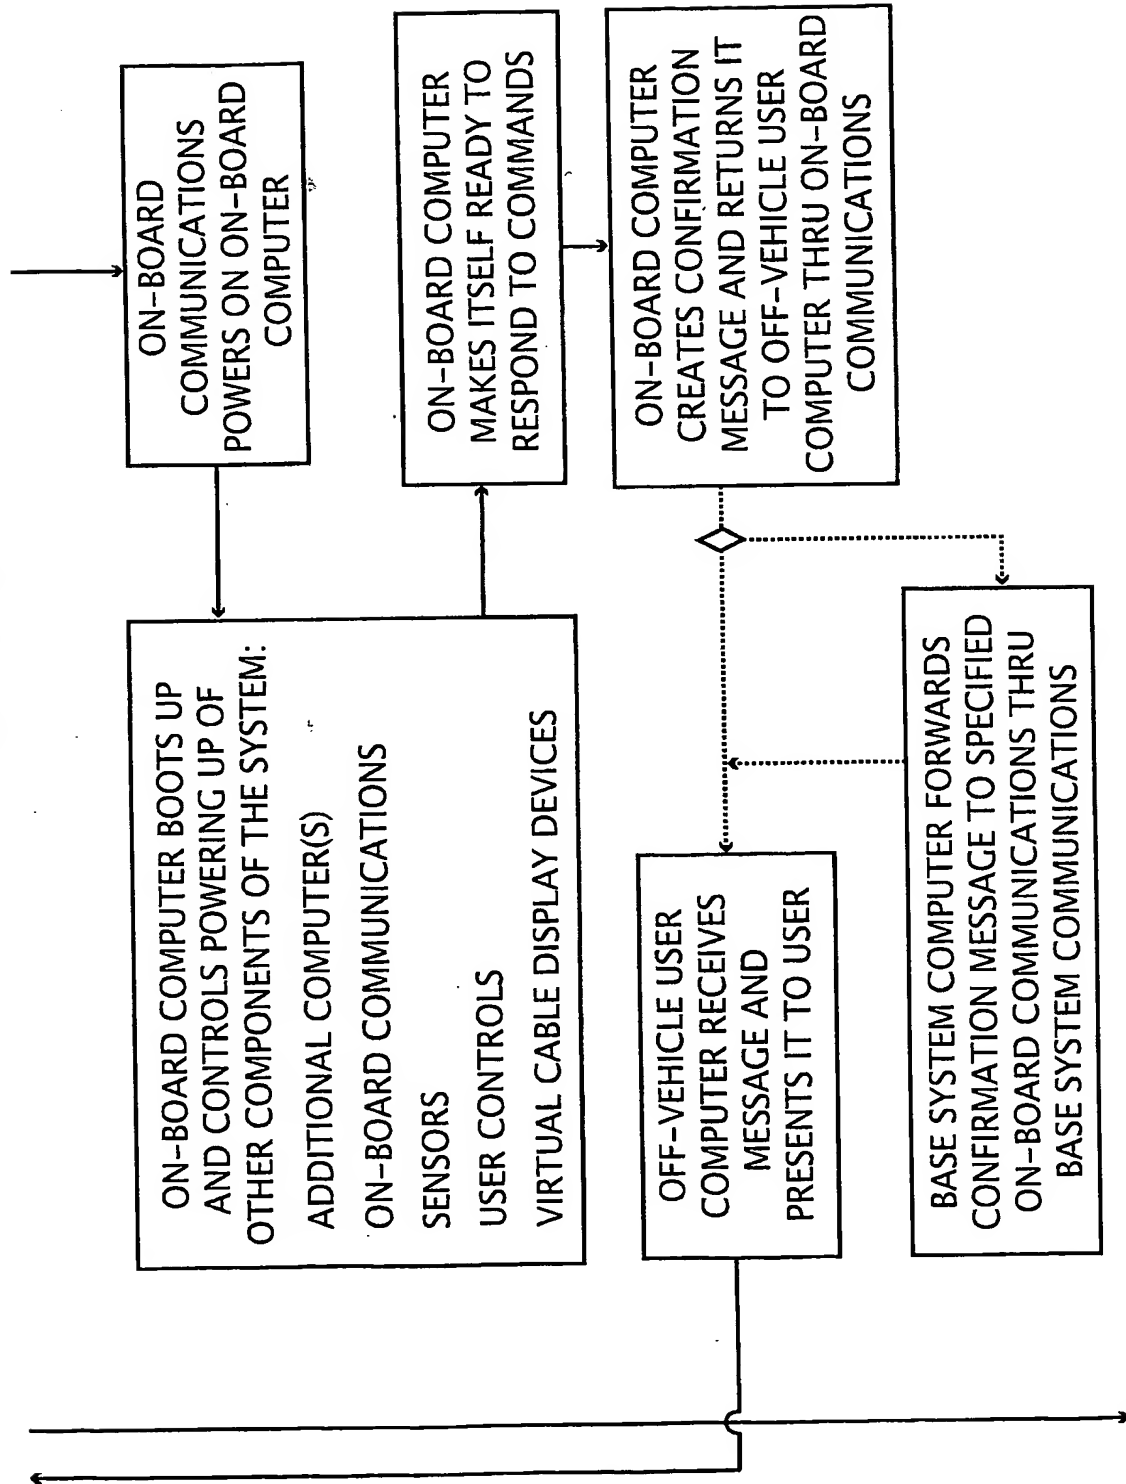 ON-BOARD
COMMUNICATIONS
POWERS ON ON-BOARD
COMPUTER
ON-BOARD COMPUTER BOOTS UP
AND CONTROLS POWERING UP OF
OTHER COMPONENTS OF THE SYSTEM:
ADDITIONAL COMPUTER(S)
ON-BOARD COMMUNICATIONS
SENSORS
USER CONTROLS
VIRTUAL CABLE DISPLAY DEVICES
ON-BOARD COMPUTER
MAKES ITSELF READY TO
RESPOND TO COMMANDS
ON-BOARD COMPUTER
CREATES CONFIRMATION
MESSAGE AND RETURNS IT
TO OFF-VEHICLE USER
COMPUTER THRU ON-BOARD
COMMUNICATIONS
OFF-VEHICLE USER
COMPUTER RECEIVES
MESSAGE AND
PRESENTS IT TO USER
BASE SYSTEM COMPUTER FORWARDS
CONFIRMATION MESSAGE TO SPECIFIED
ON-BOARD COMMUNICATIONS THRU
BASE SYSTEM COMMUNICATIONS